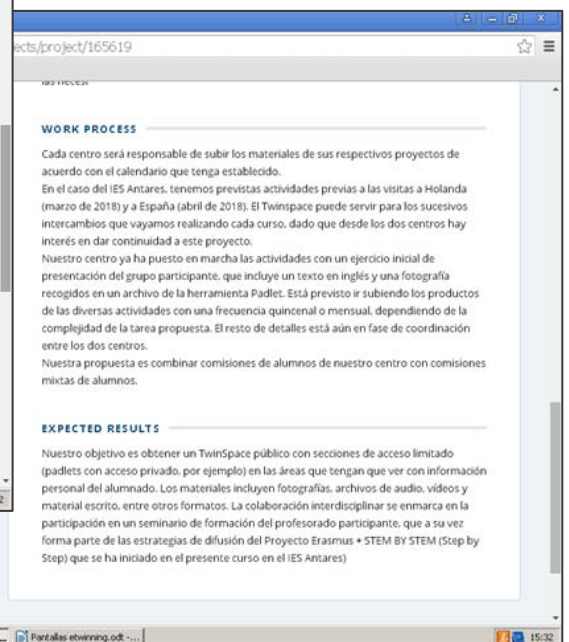 ects/project/165619
WORK PROCESS
Cada centro será responsable de subir los materiales de sus respectivos proyectos de
acuerdo con el calendario que tenga establecido.
En el caso del IES Antares, tenemos previstas actividades previas a las visitas a Holanda
(marzo de 2018) y a España (abril de 2018). El Twinspace puede servir para los sucesivos
intercambios que vayamos realizando cada curso, dado que desde los dos centros hay
interés en dar continuidad a este proyecto.
Nuestro centro ya ha puesto en marcha las actividades con un ejercicio inicial de
presentación del grupo participante, que incluye un texto en inglés y una fotografía
recogidos en un archivo de la herramienta Padlet. Está previsto ir subiendo los productos
de las diversas actividades con una frecuencia quincenal o mensual, dependiendo de la
complejidad de la tarea propuesta. El resto de detalles está aún en fase de coordinación
entre los dos centros.
Nuestra propuesta es combinar comisiones de alumnos de nuestro centro con comisiones
mixtas de alumnos.
EXPECTED RESULTS
Nuestro objetivo es obtener un TwinSpace público con secciones de acceso limitado
(padlets con acceso privado, por ejemplo) en las áreas que tengan que ver con información
personal del alumnado. Los materiales incluyen fotografías, archivos de audio, vídeos y
material escrito, entre otros formatos. La colaboración interdisciplinar se enmarca en la
participación en un seminario de formación del profesorado participante, que a su vez
forma parte de las estrategias de difusión del Proyecto Erasmus + STEM BY STEM (Step by
Step) que se ha iniciado en el presente curso en el IES Antares)
Pantallas etwinning.odt -...
15:32